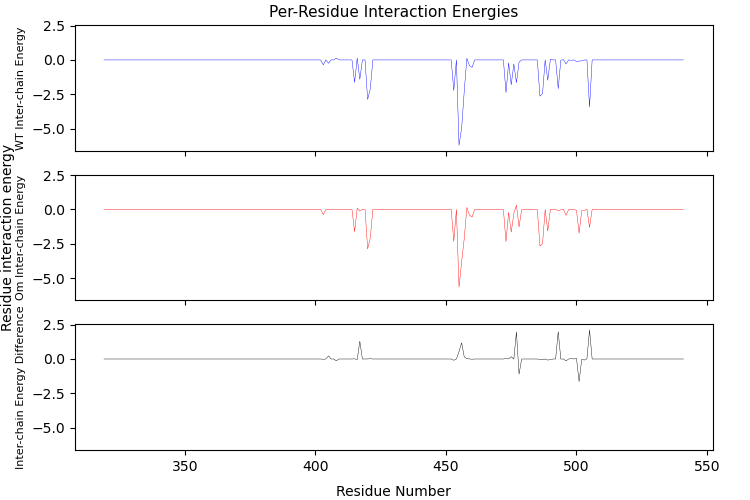 Per-Residue Interaction Energies
Residue interaction energy
WT Inter-chain Energy
2.5
0.0
−2.5
−5.0
Om Inter-chain Energy
2.5
0.0
−2.5
−5.0
Inter-chain Energy Difference
2.5
0.0
−2.5
−5.0
350 400 450 500 550
Residue Number